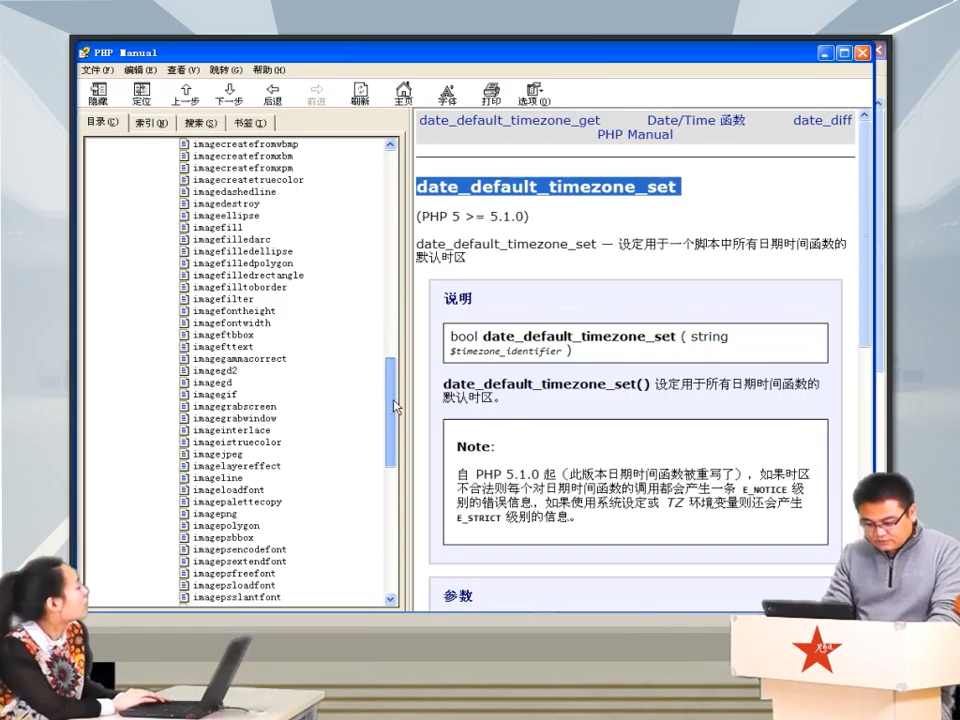 PHP Manual
文件(F) 编辑(E) 查看(V) 跳转(G) 帮助(H)
隐藏 定位 上一步 下一步 后退 前进 刷新 主页 字体 打印 选项(O)
目录(C) 索引(N) 搜索(S) 书签(I)
imagecreatefromwbmp
imagecreatefromxbm
imagecreatefromxpm
imagecreatetruecolor
imagedashedline
imagedestroy
imageellipse
imagefill
imagefilledarc
imagefilledellipse
imagefilledpolygon
imagefilledrectangle
imagefilltoborder
imagefilter
imagefontheight
imagefontwidth
imageftbbox
imagefttext
imagegammacorrect
imagegd2
imagegd
imagegif
imagegrabscreen
imagegrabwindow
imageinterlace
imageistruecolor
imagejpeg
imagelayereffect
imageline
imageloadfont
imagepalettecopy
imagepng
imagepolygon
imagepsbbox
imagepsencodefont
imagepsextendfont
imagepsfreefont
imagepsloadfont
imagepsslantfont
date_default_timezone_get Date/Time 函数 date_diff
PHP Manual
date_default_timezone_set
(PHP 5 >= 5.1.0)
date_default_timezone_set — 设定用于一个脚本中所有日期时间函数的
默认时区
说明
bool date_default_timezone_set ( string
$timezone_identifier )
date_default_timezone_set() 设定用于所有日期时间函数的
默认时区。
Note:
自 PHP 5.1.0 起（此版本日期时间函数被重写了），如果时区
不合法则每个对日期时间函数的调用都会产生一条 E_NOTICE 级
别的错误信息，如果使用系统设定或 TZ 环境变量则还会产生
E_STRICT 级别的信息。
参数